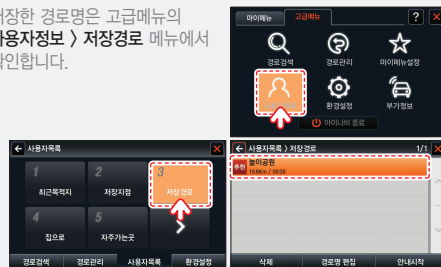 저장한 경로명은 고급메뉴의
사용자정보 > 저장경로 메뉴에서
확인합니다.
마이메뉴
고급메뉴
?
X
경로검색
경로관리
마이메뉴설정
환경설정
부가정보
아이나비 종료
사용자목록
X
1
최근목적지
2
저장지점
3
저장경로
4
집으로
5
자주가는곳
경로검색
경로관리
사용자목록
환경설정
사용자목록 > 저장경로
1/1
X
추천
놀이공원
19.8Km / 00:36
삭제
경로명 편집
안내시작